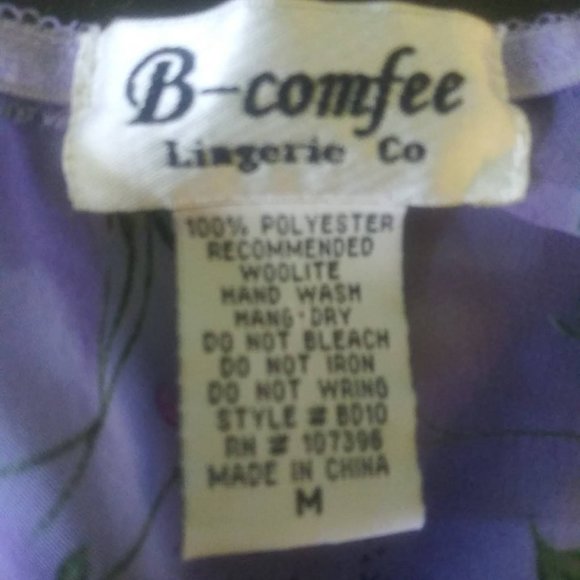 B-comfee
Lingerie Co
100% POLYESTER
RECOMMENDED
WOOLITE
HAND WASH
HANG·DRY
DO NOT BLEACH
DO NOT IRON
DO NOT WRING
STYLE # 8010
RN # 107396
MADE IN CHINA
M